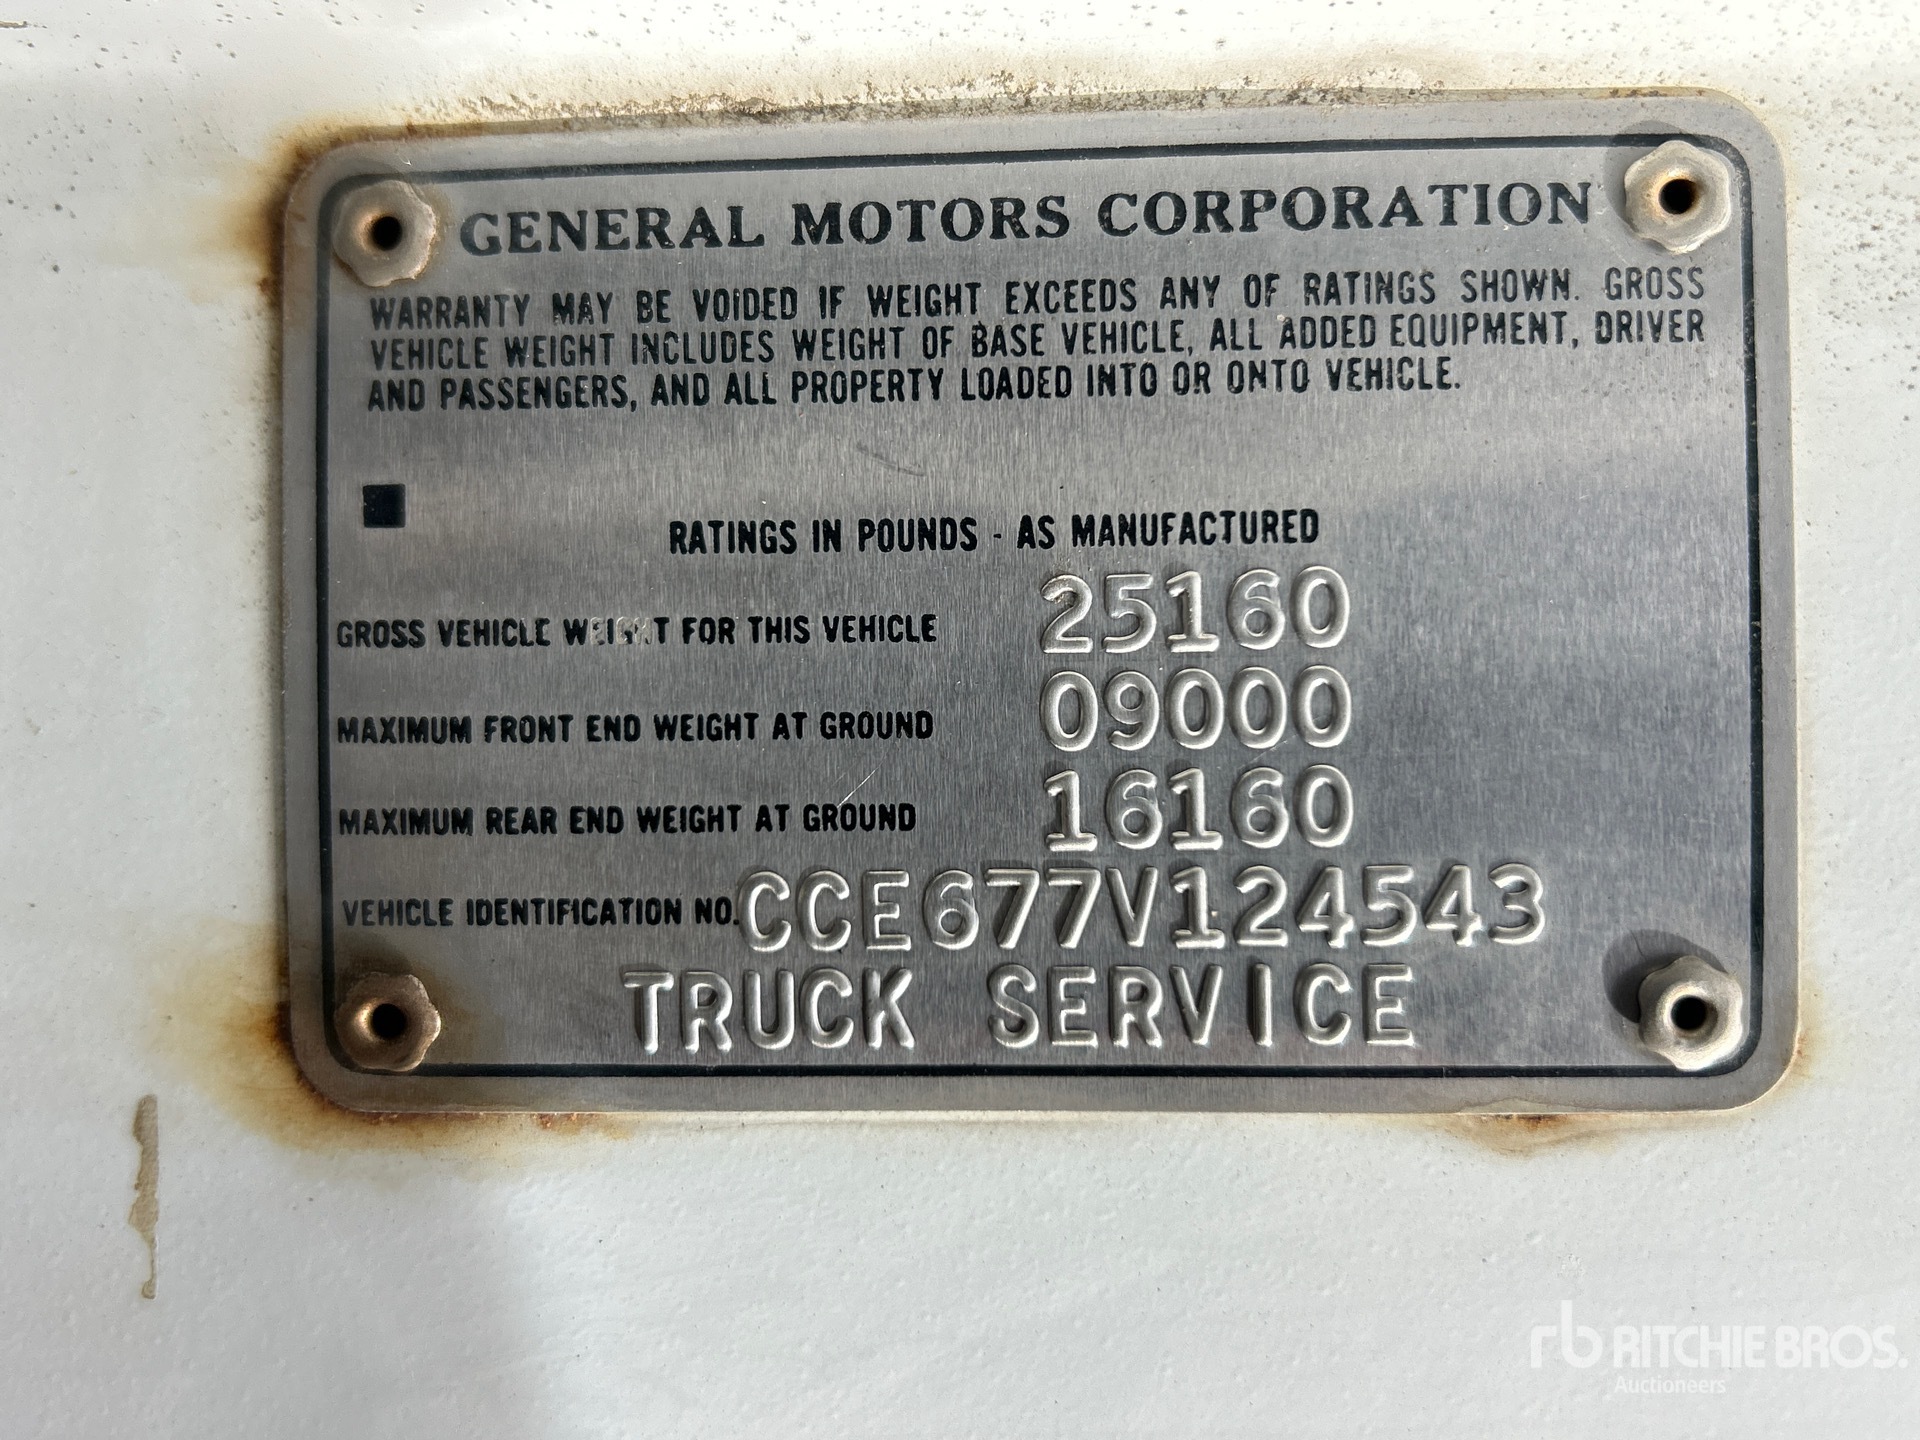 GENERAL MOTORS CORPORATION
WARRANTY MAY BE VOIDED IF WEIGHT EXCEEDS ANY OF RATINGS SHOWN. GROSS
VEHICLE WEIGHT INCLUDES WEIGHT OF BASE VEHICLE, ALL ADDED EQUIPMENT, DRIVER
AND PASSENGERS, AND ALL PROPERTY LOADED INTO OR ONTO VEHICLE.
RATINGS IN POUNDS - AS MANUFACTURED
GROSS VEHICLE WEIGHT FOR THIS VEHICLE 25160
MAXIMUM FRONT END WEIGHT AT GROUND 09000
MAXIMUM REAR END WEIGHT AT GROUND 16160
VEHICLE IDENTIFICATION NO. CCE677V124543
TRUCK SERVICE
rb RITCHIE BROS.
Auctioneers